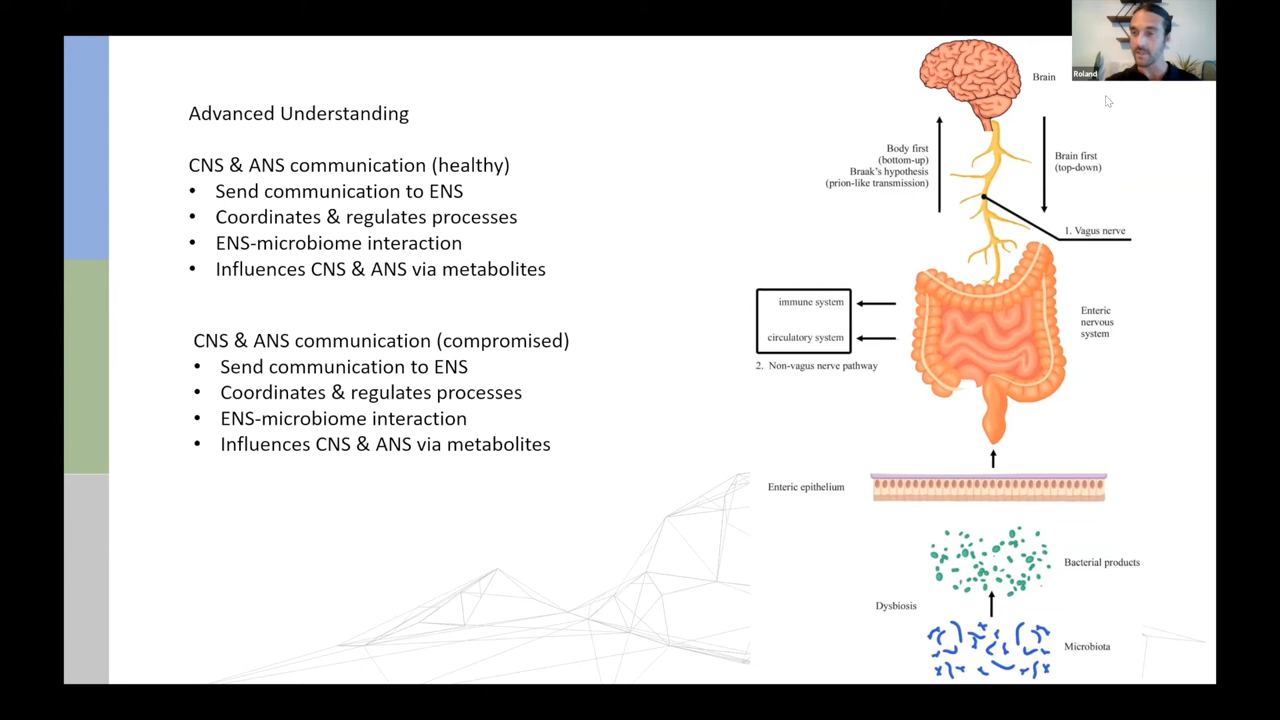 Advanced Understanding
CNS & ANS communication (healthy)
• Send communication to ENS
• Coordinates & regulates processes
• ENS-microbiome interaction
• Influences CNS & ANS via metabolites
CNS & ANS communication (compromised)
• Send communication to ENS
• Coordinates & regulates processes
• ENS-microbiome interaction
• Influences CNS & ANS via metabolites
Roland
Brain
Body first
(bottom-up)
Braak's hypothesis
(prion-like transmission)
Brain first
(top-down)
1. Vagus nerve
immune system
circulatory system
2. Non-vagus nerve pathway
Enteric
nervous
system
Enteric epithelium
Bacterial products
Dysbiosis
Microbiota